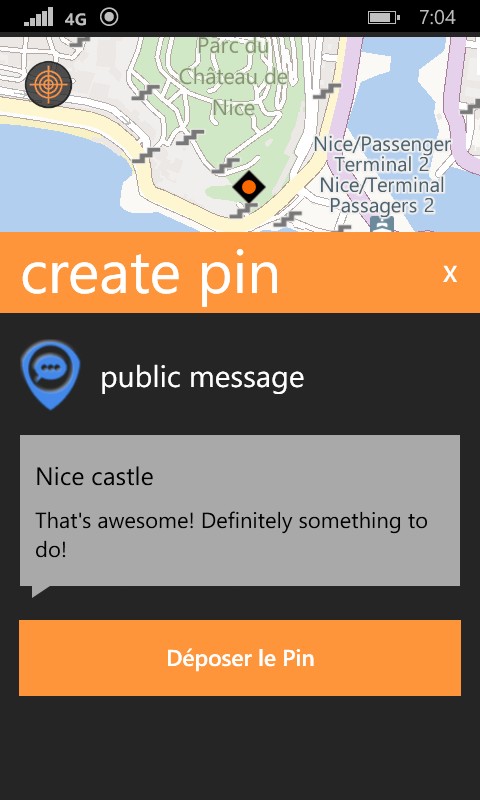 4G
7:04
Parc du
Château de
Nice
Nice/Passenger
Terminal 2
Nice/Terminal
Passagers 2
create pin
x
public message
Nice castle
That's awesome! Definitely something to
do!
Déposer le Pin